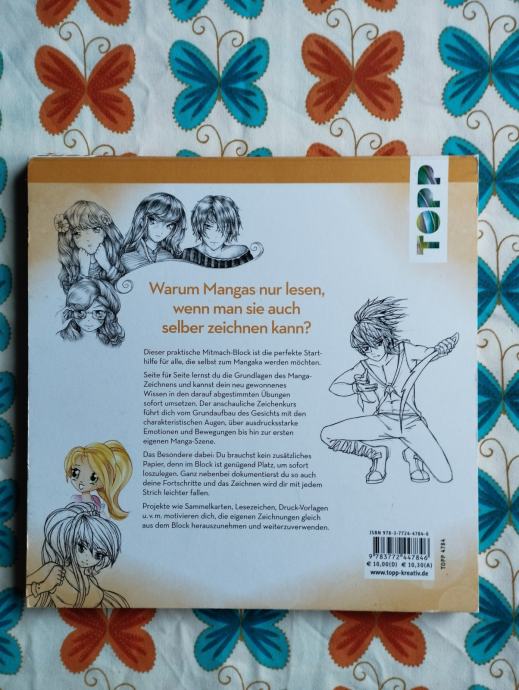 TOPP
Warum Mangas nur lesen,
wenn man sie auch
selber zeichnen kann?
Dieser praktische Mitmach-Block ist die perfekte Start-
hilfe für alle, die selbst zum Mangaka werden möchten.
Seite für Seite lernst du die Grundlagen des Manga-
Zeichnens und kannst dein neu gewonnenes
Wissen in den darauf abgestimmten Übungen
sofort umsetzen. Der anschauliche Zeichenkurs
führt dich vom Grundaufbau des Gesichts mit den
charakteristischen Augen, über ausdrucksstarke
Emotionen und Bewegungen bis hin zur ersten
eigenen Manga-Szene.
Das Besondere dabei: Du brauchst kein zusätzliches
Papier, denn im Block ist genügend Platz, um sofort
loszulegen. Ganz nebenbei dokumentierst du so auch
deine Fortschritte und das Zeichnen wird dir mit jedem
Strich leichter fallen.
Projekte wie Sammelkarten, Lesezeichen, Druck-Vorlagen
u. v. m. motivieren dich, die eigenen Zeichnungen gleich
aus dem Block herauszunehmen und weiterzuverwenden.
ISBN 978-3-7724-4784-6
9 783772 447846
€ 10,00 (D) € 10,30 (A)
www.topp-kreativ.de
TOPP 4784